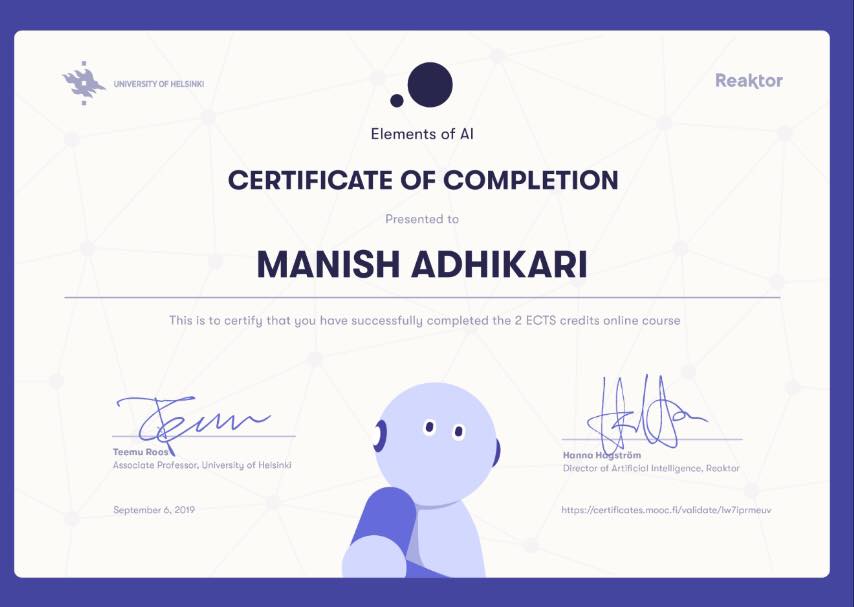 UNIVERSITY OF HELSINKI
Reaktor
Elements of AI
CERTIFICATE OF COMPLETION
Presented to
MANISH ADHIKARI
This is to certify that you have successfully completed the 2 ECTS credits online course
Teemu Roos
Associate Professor, University of Helsinki
Hanna Hagström
Director of Artificial Intelligence, Reaktor
September 6, 2019
https://certificates.mooc.fi/validate/lw7iprmeuv